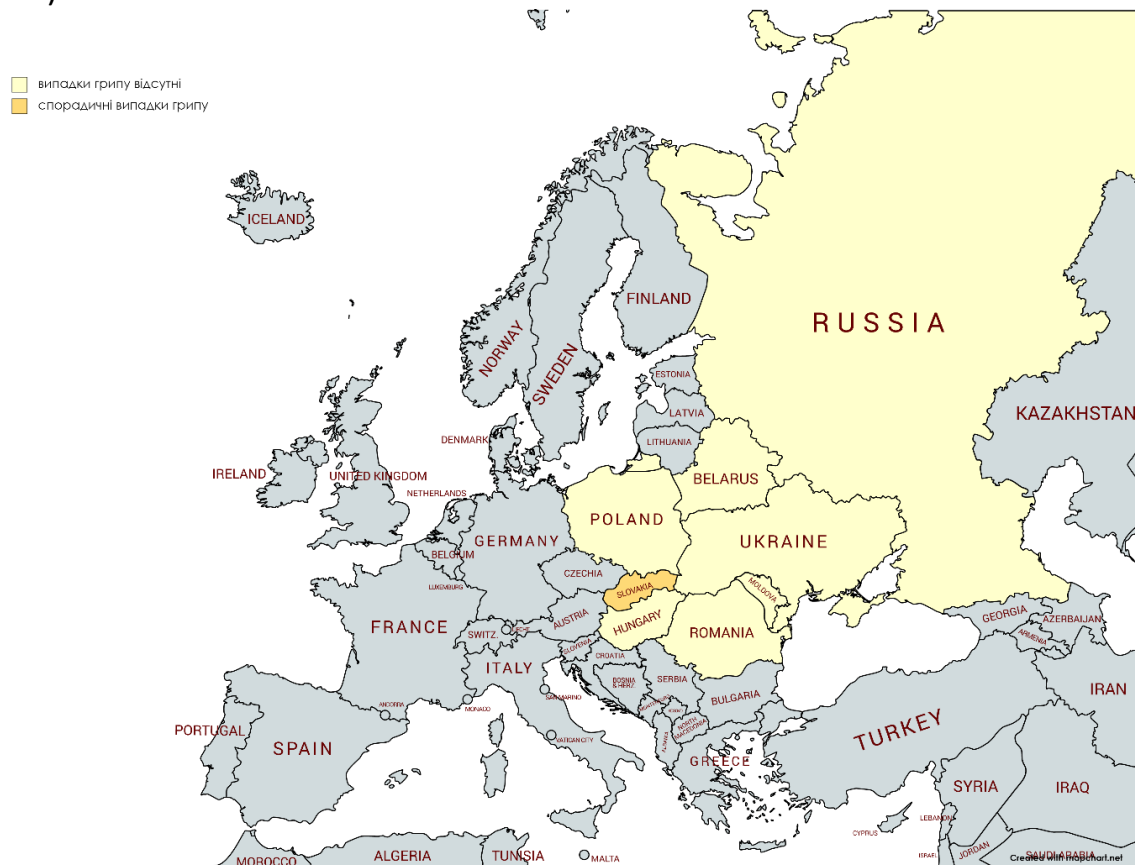 випадки грипу відсутні
спорадичні випадки грипу
ICELAND
RUSSIA
FINLAND
NORWAY
SWEDEN
ESTONIA
LATVIA
LITHUANIA
KAZAKHSTAN
DENMARK
IRELAND
UNITED KINGDOM
NETHERLANDS
BELARUS
POLAND
UKRAINE
GERMANY
BELGIUM
LUXEMBURG
CZECHIA
SLOVAKIA
MOLDOVA
FRANCE
SWITZ.
AUSTRIA
HUNGARY
ROMANIA
GEORGIA
AZERBAIJAN
ARMENIA
SLOVENIA
CROATIA
ITALY
BOSNIA
& HERZ.
SERBIA
BULGARIA
SAN MARINO
MONACO
ANDORRA
NORTH
MACEDONIA
IRAN
PORTUGAL
SPAIN
VATICAN CITY
GREECE
TURKEY
SYRIA
IRAQ
CYPRUS
LEBANON
ISRAEL
JORDAN
SAUDI ARABIA
MOROCCO
ALGERIA
TUNISIA
MALTA
Created with mapchart.net